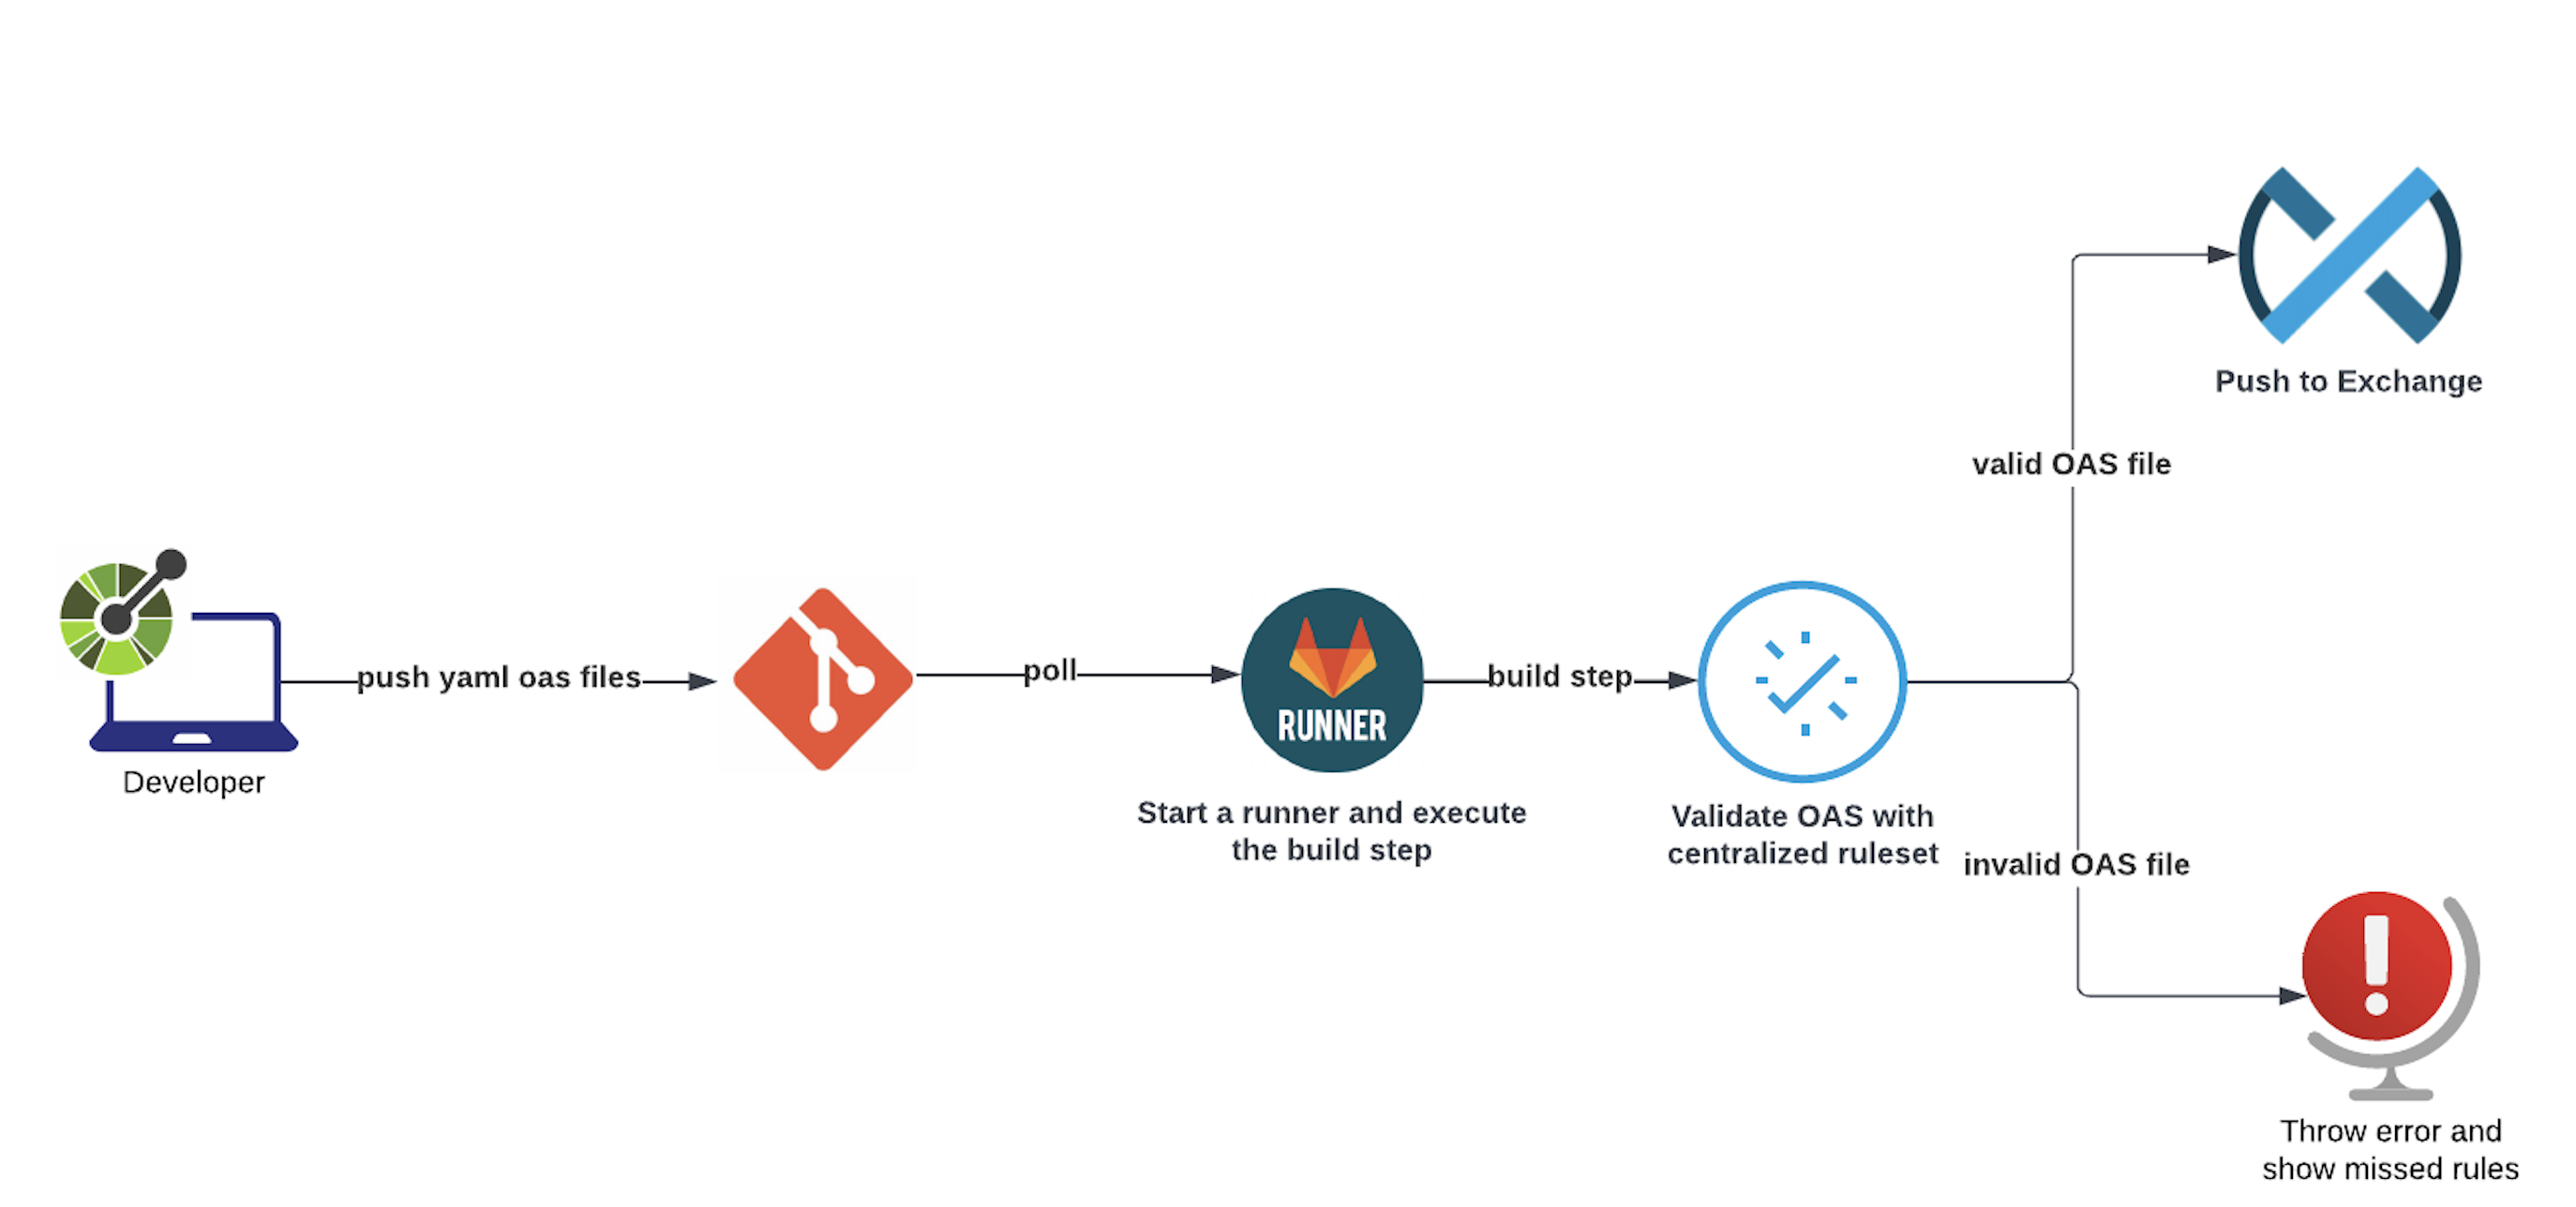 Developer
push yaml oas files
poll
RUNNER
Start a runner and execute
the build step
build step
Validate OAS with
centralized ruleset
valid OAS file
Push to Exchange
invalid OAS file
Throw error and
show missed rules